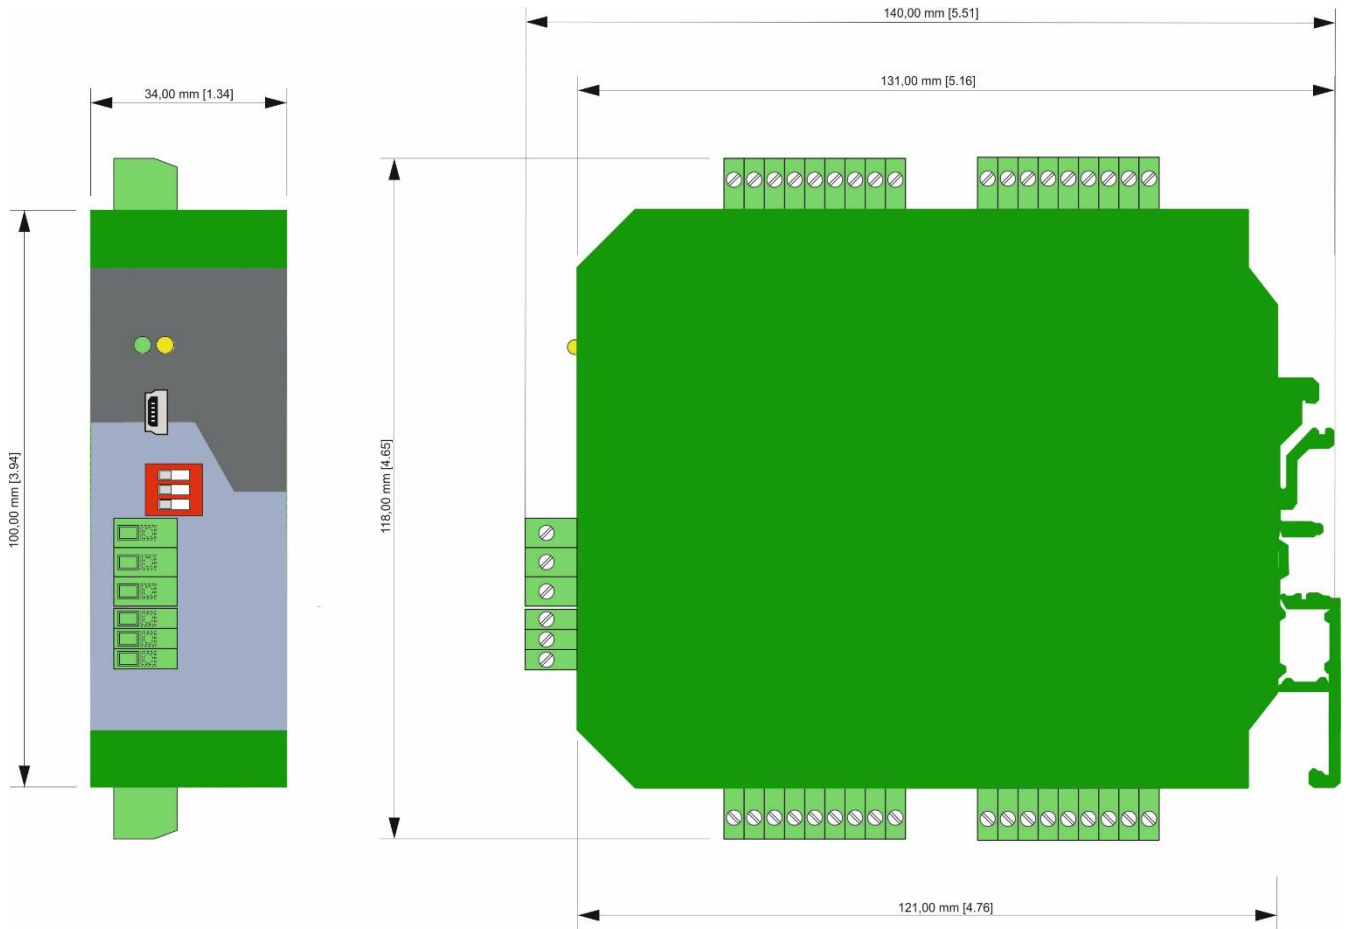 140,00 mm [5.51]
131,00 mm [5.16]
34,00 mm [1.34]
100,00 mm [3.94]
118,00 mm [4.65]
121,00 mm [4.76]